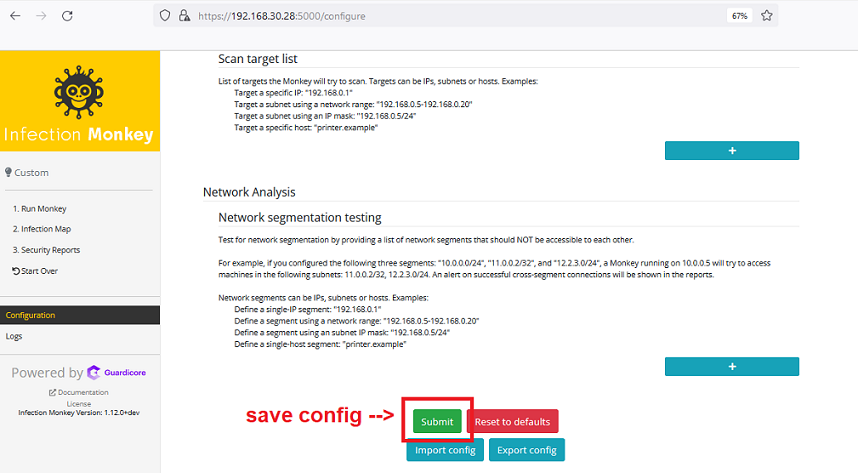 https://192.168.30.28:5000/configure
67%
Infection Monkey
Custom
1. Run Monkey
2. Infection Map
3. Security Reports
Start Over
Configuration
Logs
Powered by Guardicore
Documentation
License
Infection Monkey Version: 1.12.0+dev
Scan target list
List of targets the Monkey will try to scan. Targets can be IPs, subnets or hosts. Examples:
Target a specific IP: "192.168.0.1"
Target a subnet using a network range: "192.168.0.5-192.168.0.20"
Target a subnet using an IP mask: "192.168.0.5/24"
Target a specific host: "printer.example"
+
Network Analysis
Network segmentation testing
Test for network segmentation by providing a list of network segments that should NOT be accessible to each other.
For example, if you configured the following three segments: "10.0.0.0/24", "11.0.0.2/32", and "12.2.3.0/24", a Monkey running on 10.0.0.5 will try to access
machines in the following subnets: 11.0.0.2/32, 12.2.3.0/24. An alert on successful cross-segment connections will be shown in the reports.
Network segments can be IPs, subnets or hosts. Examples:
Define a single-IP segment: "192.168.0.1"
Define a segment using a network range: "192.168.0.5-192.168.0.20"
Define a segment using an subnet IP mask: "192.168.0.5/24"
Define a single-host segment: "printer.example"
+
save config -->
Submit
Reset to defaults
Import config
Export config